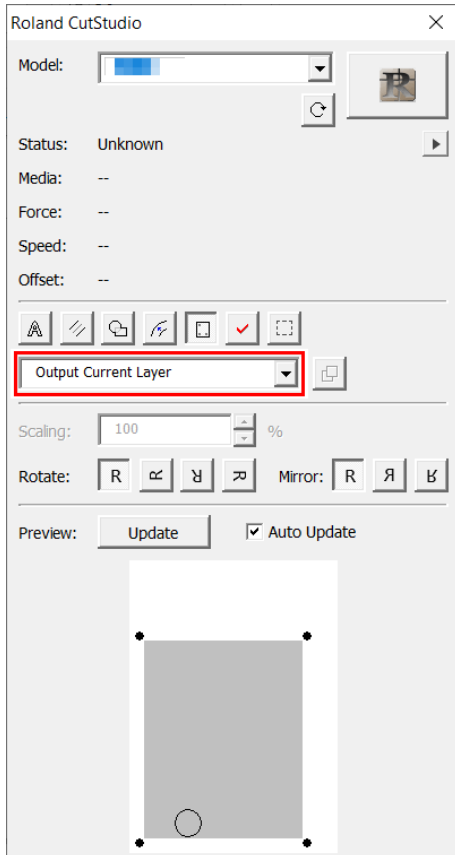 Roland CutStudio
Model:
Status: Unknown
Media: --
Force: --
Speed: --
Offset: --
A
Output Current Layer
Scaling: 100 %
Rotate: R R R R Mirror: R R R
Preview: Update Auto Update